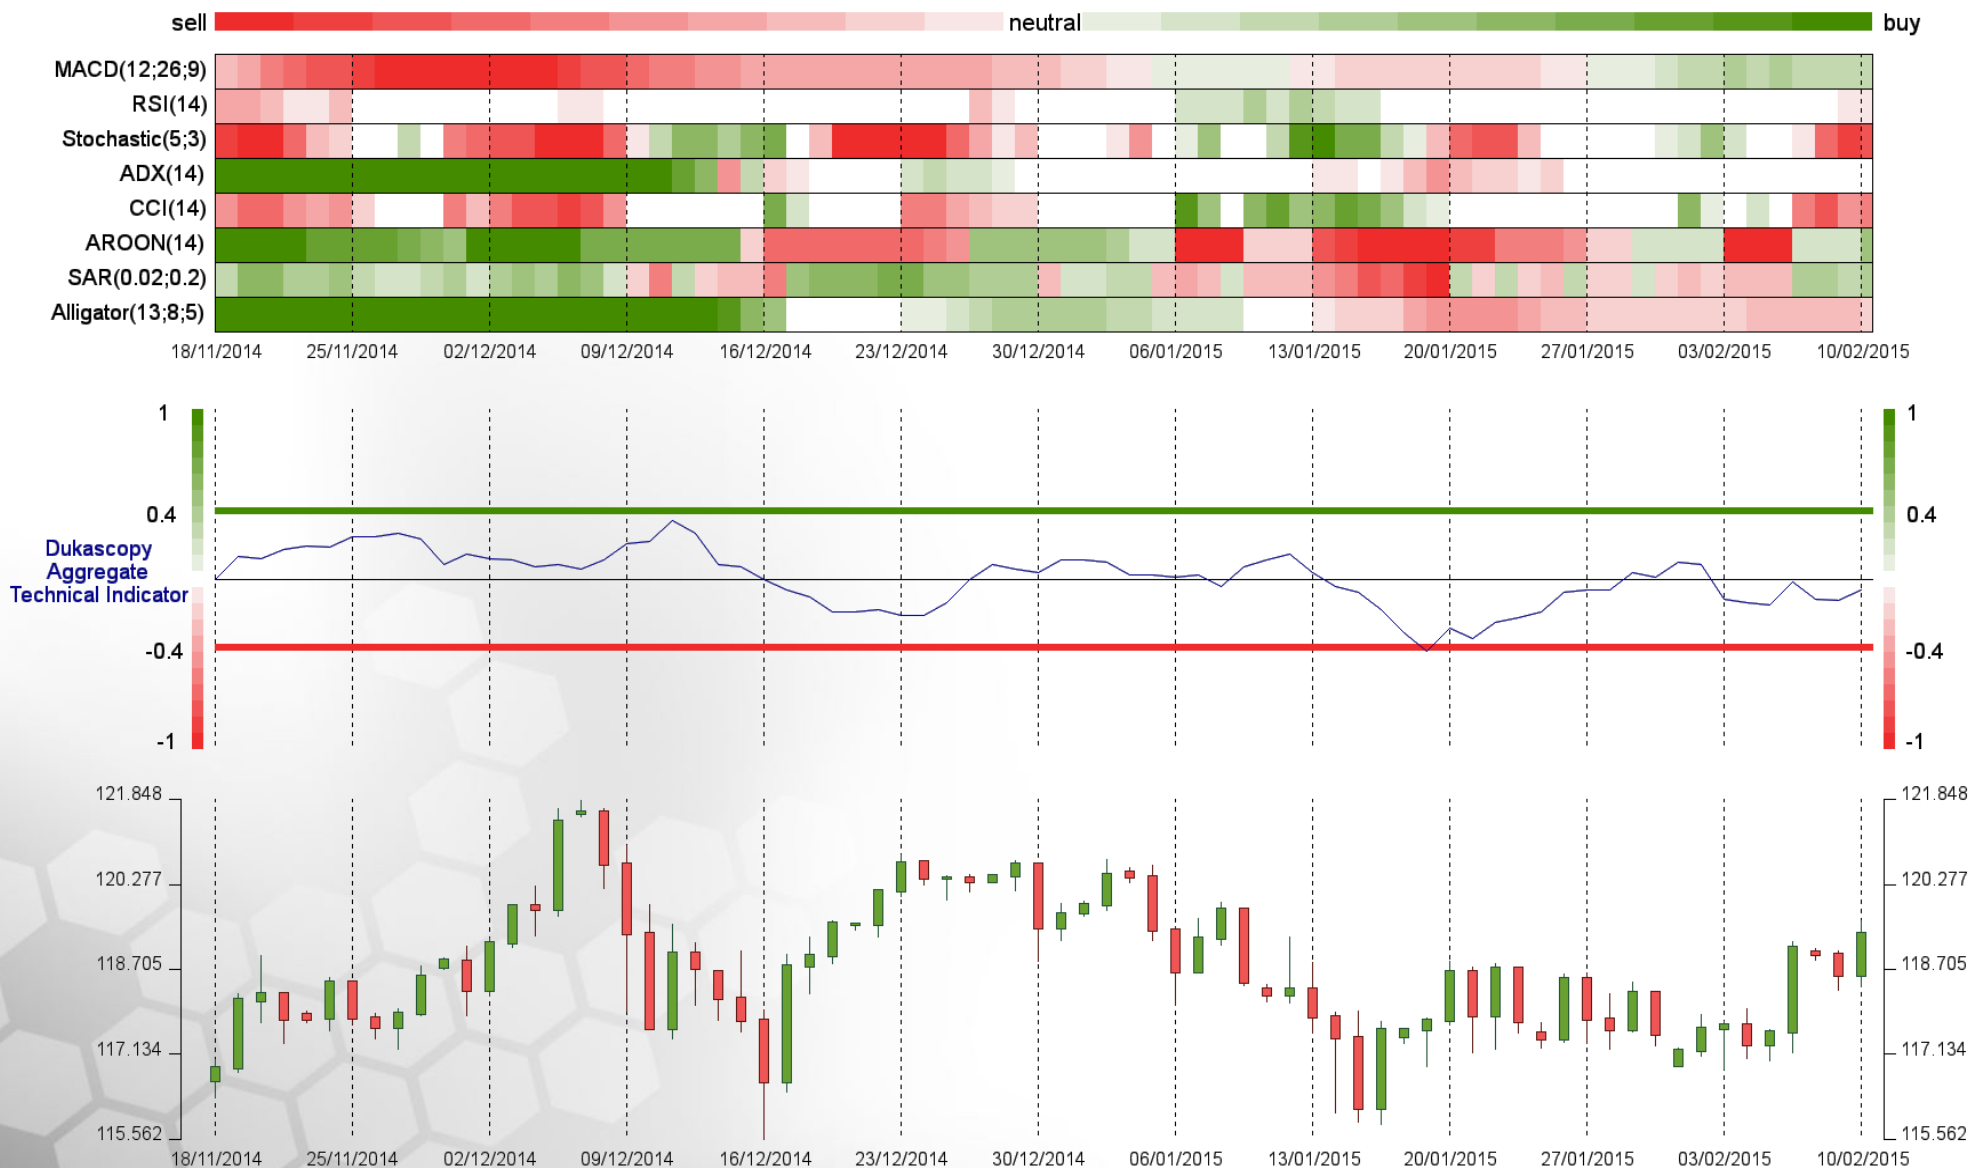 sell neutral buy
MACD(12;26;9)
RSI(14)
Stochastic(5;3)
ADX(14)
CCI(14)
AROON(14)
SAR(0.02;0.2)
Alligator(13;8;5)
18/11/2014 25/11/2014 02/12/2014 09/12/2014 16/12/2014 23/12/2014 30/12/2014 06/01/2015 13/01/2015 20/01/2015 27/01/2015 03/02/2015 10/02/2015
1 1
0.4 0.4
Dukascopy
Aggregate
Technical Indicator
-0.4 -0.4
-1 -1
121.848 121.848
120.277 120.277
118.705 118.705
117.134 117.134
115.562 115.562
18/11/2014 25/11/2014 02/12/2014 09/12/2014 16/12/2014 23/12/2014 30/12/2014 06/01/2015 13/01/2015 20/01/2015 27/01/2015 03/02/2015 10/02/2015